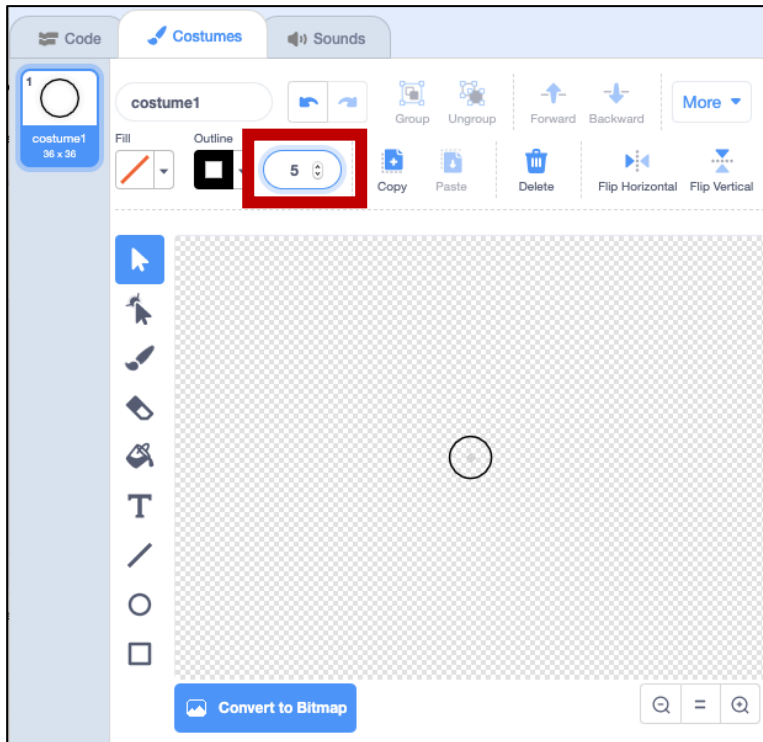 Code
Costumes
Sounds
1
costume1
36 x 36
costume1
Group
Ungroup
Forward
Backward
More
Fill
Outline
5
Copy
Paste
Delete
Flip Horizontal
Flip Vertical
T
Convert to Bitmap